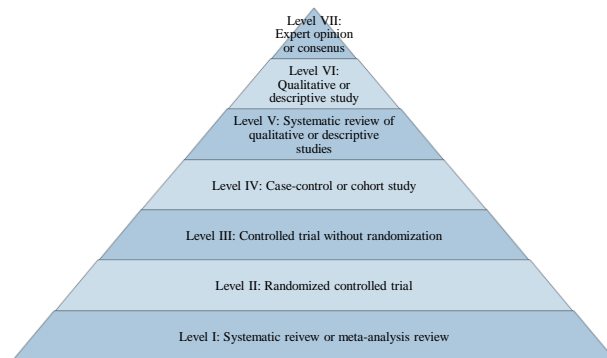 Level VII:
Expert opinion
or consenus
Level VI:
Qualitative or
descriptive study
Level V: Systematic review of
qualitative or descriptive
studies
Level IV: Case-control or cohort study
Level III: Controlled trial without randomization
Level II: Randomized controlled trial
Level I: Systematic reivew or meta-analysis review